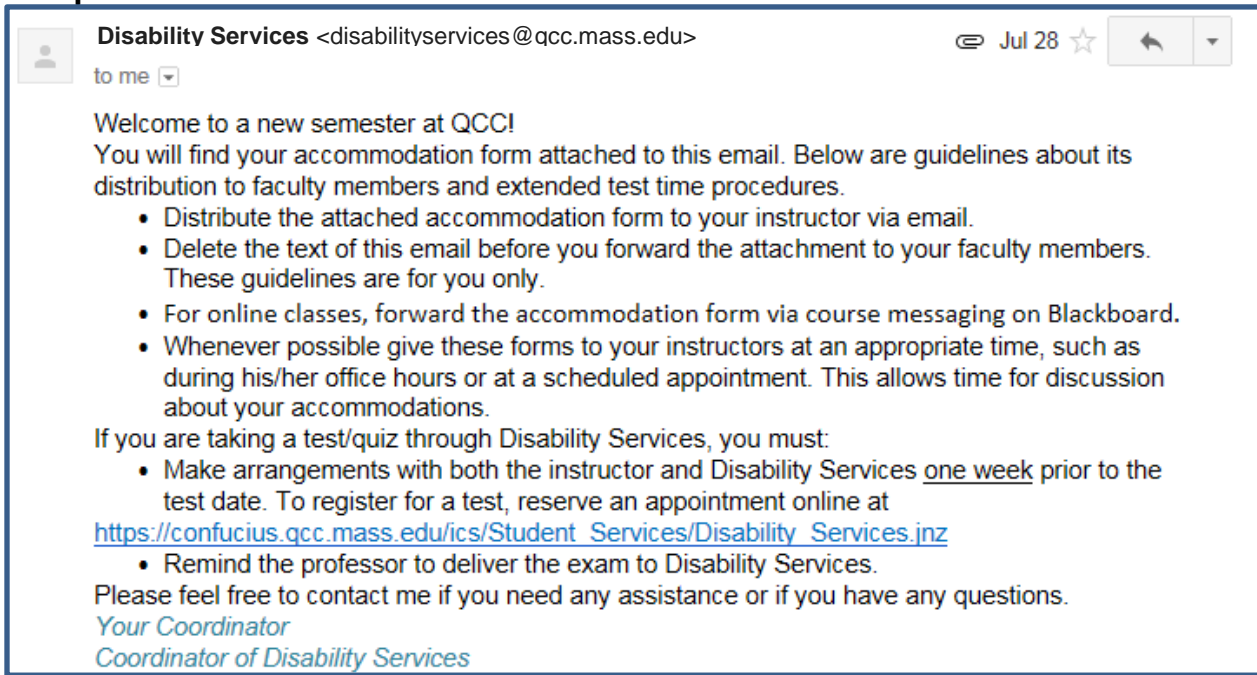 Disability Services <disabilityservices@qcc.mass.edu>
Jul 28
to me
Welcome to a new semester at QCC!
You will find your accommodation form attached to this email. Below are guidelines about its
distribution to faculty members and extended test time procedures.
• Distribute the attached accommodation form to your instructor via email.
• Delete the text of this email before you forward the attachment to your faculty members.
These guidelines are for you only.
• For online classes, forward the accommodation form via course messaging on Blackboard.
• Whenever possible give these forms to your instructors at an appropriate time, such as
during his/her office hours or at a scheduled appointment. This allows time for discussion
about your accommodations.
If you are taking a test/quiz through Disability Services, you must:
• Make arrangements with both the instructor and Disability Services one week prior to the
test date. To register for a test, reserve an appointment online at
https://confucius.qcc.mass.edu/ics/Student_Services/Disability_Services.jnz
• Remind the professor to deliver the exam to Disability Services.
Please feel free to contact me if you need any assistance or if you have any questions.
Your Coordinator
Coordinator of Disability Services